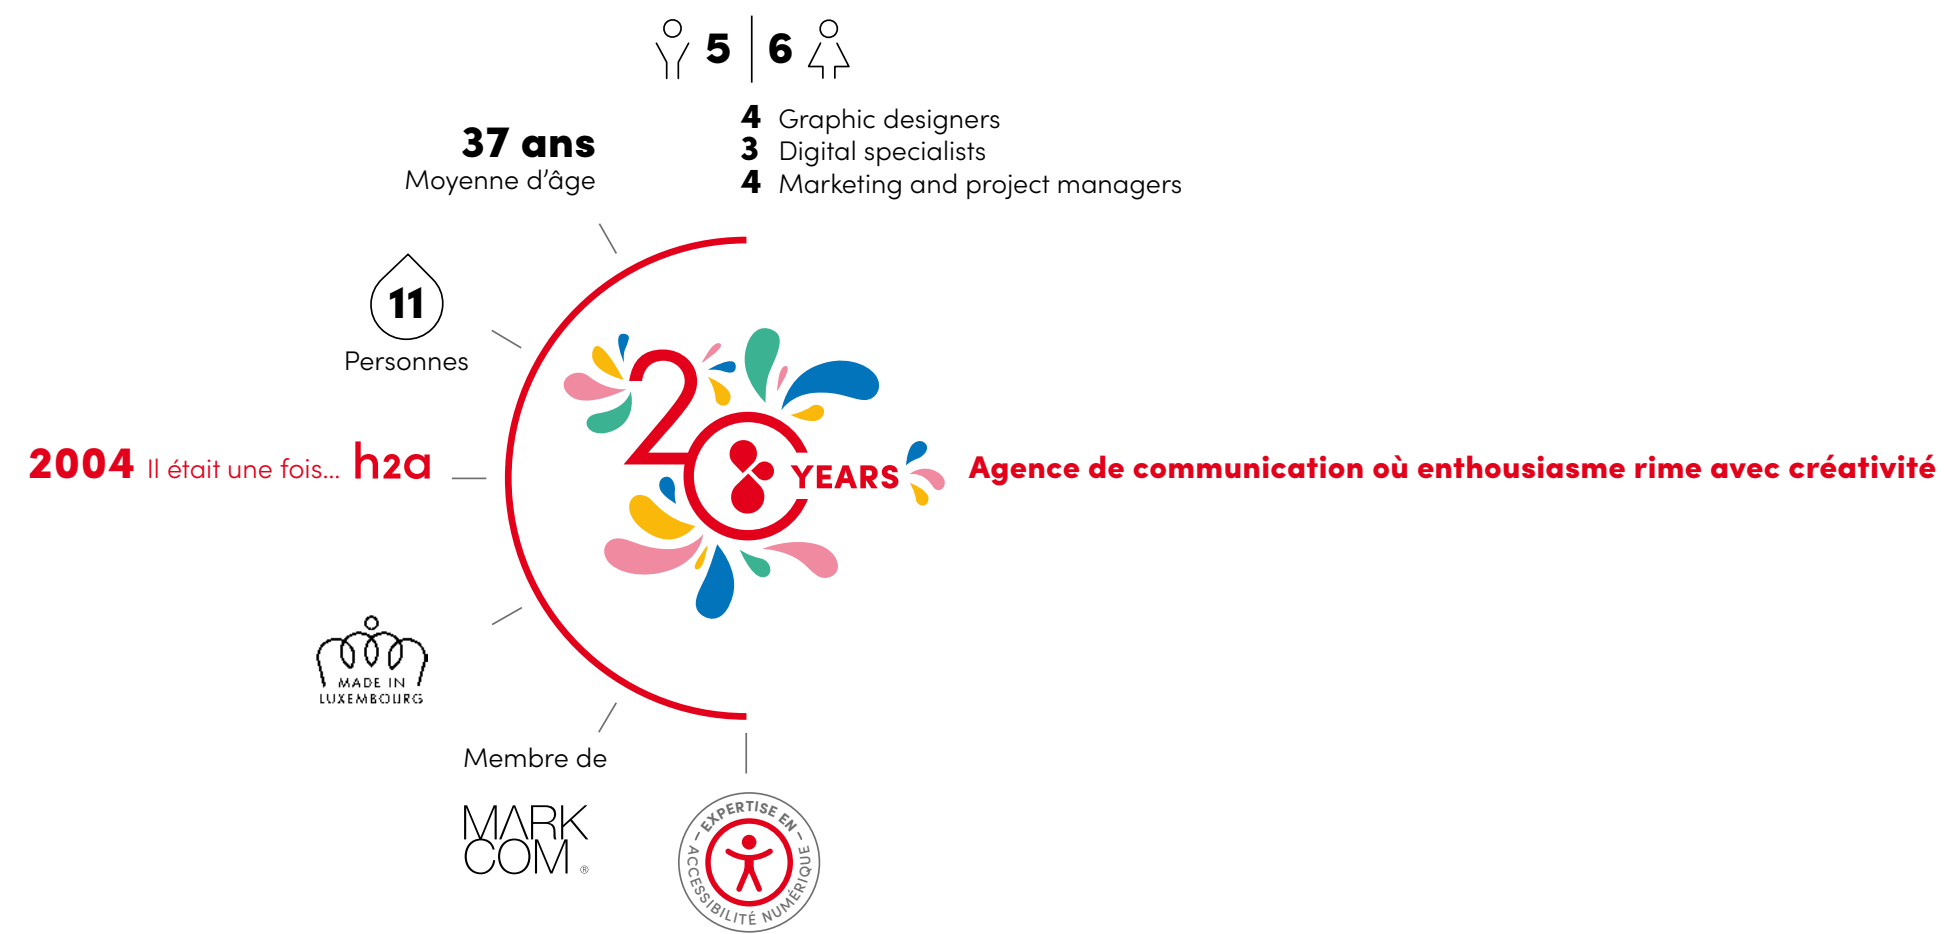 5 | 6
4 Graphic designers
3 Digital specialists
4 Marketing and project managers
37 ans
Moyenne d'âge
11
Personnes
2004 Il était une fois... h2a
20 YEARS
Agence de communication où enthousiasme rime avec créativité
MADE IN
LUXEMBOURG
Membre de
MARK
COM ®
– EXPERTISE EN –
ACCESSIBILITÉ NUMÉRIQUE